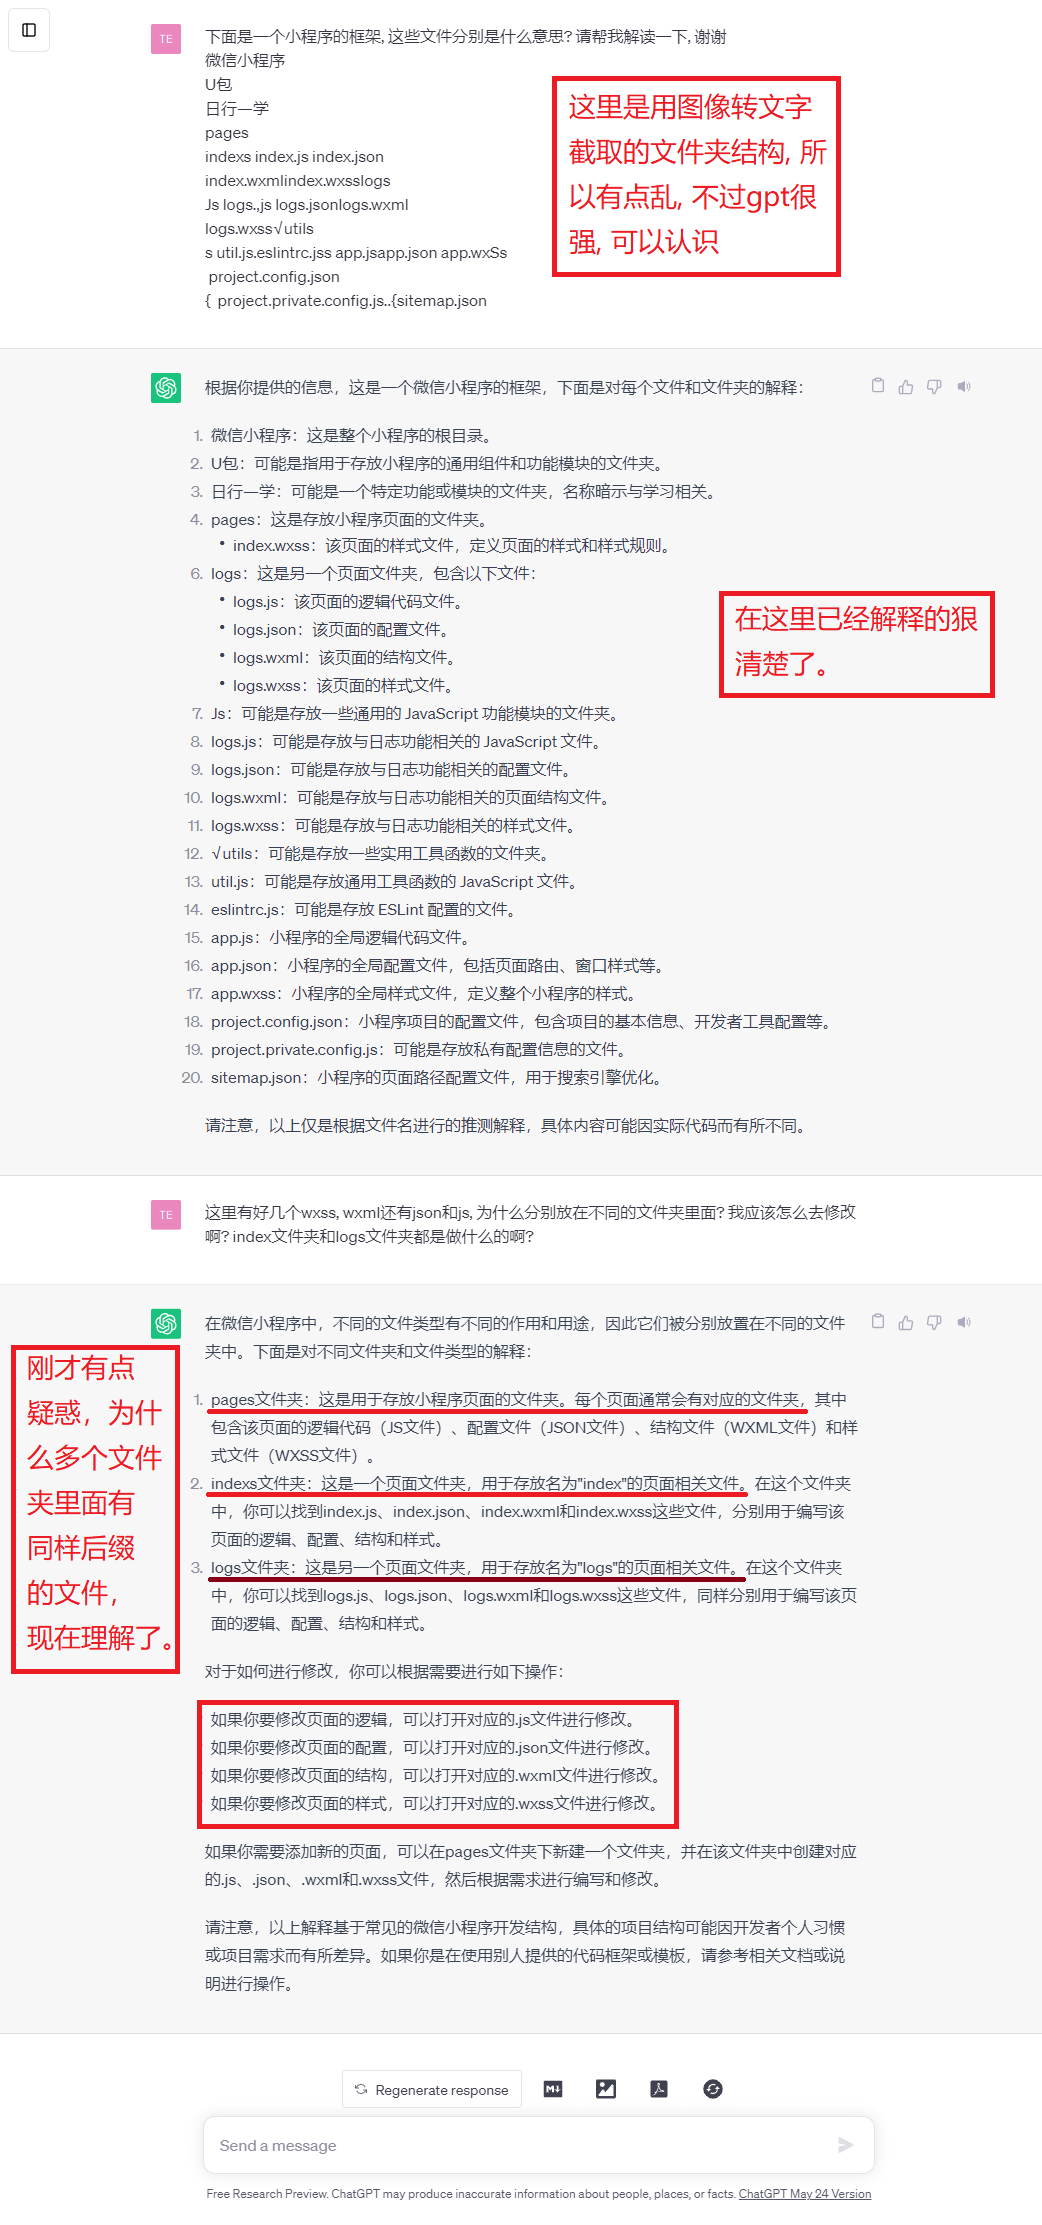 TE
下面是一个小程序的框架, 这些文件分别是什么意思? 请帮我解读一下, 谢谢
微信小程序
U包
日行一学
pages
indexs index.js index.json
index.wxmlindex.wxsslogs
Js logs.,js logs.jsonlogs.wxml
logs.wxss√utils
s util.js.eslintrc.jss app.jsapp.json app.wxSs
project.config.json
{ project.private.config.js..{sitemap.json
这里是用图像转文字
截取的文件夹结构, 所
以有点乱, 不过gpt很
强, 可以认识
根据你提供的信息，这是一个微信小程序的框架，下面是对每个文件和文件夹的解释：
1. 微信小程序：这是整个小程序的根目录。
2. U包：可能是指用于存放小程序的通用组件和功能模块的文件夹。
3. 日行一学：可能是一个特定功能或模块的文件夹，名称暗示与学习相关。
4. pages：这是存放小程序页面的文件夹。
• index.wxss：该页面的样式文件，定义页面的样式和样式规则。
6. logs：这是另一个页面文件夹，包含以下文件：
• logs.js：该页面的逻辑代码文件。
• logs.json：该页面的配置文件。
• logs.wxml：该页面的结构文件。
• logs.wxss：该页面的样式文件。
在这里已经解释的狠
清楚了。
7. Js：可能是存放一些通用的 JavaScript 功能模块的文件夹。
8. logs.js：可能是存放与日志功能相关的 JavaScript 文件。
9. logs.json：可能是存放与日志功能相关的配置文件。
10. logs.wxml：可能是存放与日志功能相关的页面结构文件。
11. logs.wxss：可能是存放与日志功能相关的样式文件。
12. √utils：可能是存放一些实用工具函数的文件夹。
13. util.js：可能是存放通用工具函数的 JavaScript 文件。
14. eslintrc.js：可能是存放 ESLint 配置的文件。
15. app.js：小程序的全局逻辑代码文件。
16. app.json：小程序的全局配置文件，包括页面路由、窗口样式等。
17. app.wxss：小程序的全局样式文件，定义整个小程序的样式。
18. project.config.json：小程序项目的配置文件，包含项目的基本信息、开发者工具配置等。
19. project.private.config.js：可能是存放私有配置信息的文件。
20. sitemap.json：小程序的页面路径配置文件，用于搜索引擎优化。
请注意，以上仅是根据文件名进行的推测解释，具体内容可能因实际代码而有所不同。
TE
这里有好几个wxss, wxml还有json和js, 为什么分别放在不同的文件夹里面? 我应该怎么去修改
啊? index文件夹和logs文件夹都是做什么的啊?
在微信小程序中，不同的文件类型有不同的作用和用途，因此它们被分别放置在不同的文件
夹中。下面是对不同文件夹和文件类型的解释：
刚才有点
疑惑，为什
么多个文件
夹里面有
同样后缀
的文件，
现在理解了。
1. pages文件夹：这是用于存放小程序页面的文件夹。每个页面通常会有对应的文件夹，其中
包含该页面的逻辑代码（JS文件）、配置文件（JSON文件）、结构文件（WXML文件）和样
式文件（WXSS文件）。
2. indexs文件夹：这是一个页面文件夹，用于存放名为"index"的页面相关文件。在这个文件夹
中，你可以找到index.js、index.json、index.wxml和index.wxss这些文件，分别用于编写该
页面的逻辑、配置、结构和样式。
3. logs文件夹：这是另一个页面文件夹，用于存放名为"logs"的页面相关文件。在这个文件夹
中，你可以找到logs.js、logs.json、logs.wxml和logs.wxss这些文件，同样分别用于编写该页
面的逻辑、配置、结构和样式。
对于如何进行修改，你可以根据需要进行如下操作：
如果你要修改页面的逻辑，可以打开对应的.js文件进行修改。
如果你要修改页面的配置，可以打开对应的.json文件进行修改。
如果你要修改页面的结构，可以打开对应的.wxml文件进行修改。
如果你要修改页面的样式，可以打开对应的.wxss文件进行修改。
如果你需要添加新的页面，可以在pages文件夹下新建一个文件夹，并在该文件夹中创建对应
的.js、.json、.wxml和.wxss文件，然后根据需求进行编写和修改。
请注意，以上解释基于常见的微信小程序开发结构，具体的项目结构可能因开发者个人习惯
或项目需求而有所差异。如果你是在使用别人提供的代码框架或模板，请参考相关文档或说
明进行操作。
Regenerate response
M↓
Send a message
Free Research Preview. ChatGPT may produce inaccurate information about people, places, or facts. ChatGPT May 24 Version